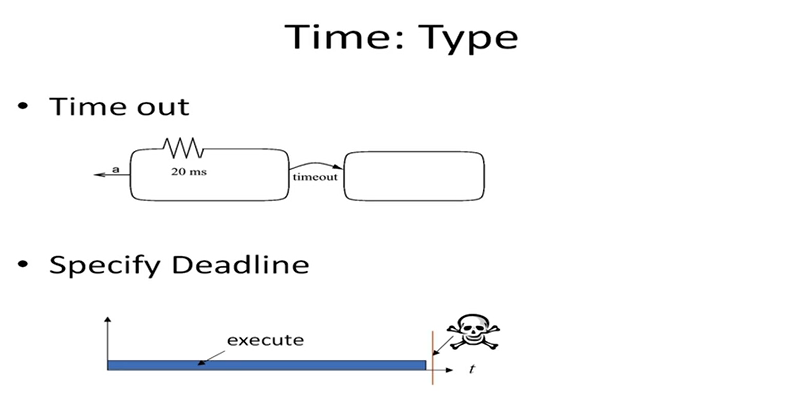 Time: Type
• Time out
a
20 ms
timeout
• Specify Deadline
execute
t